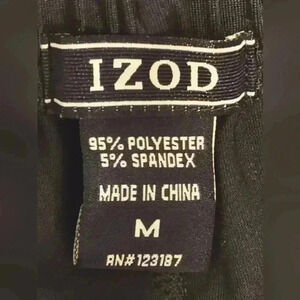 IZOD
95% POLYESTER
5% SPANDEX
MADE IN CHINA
M
RN#123187